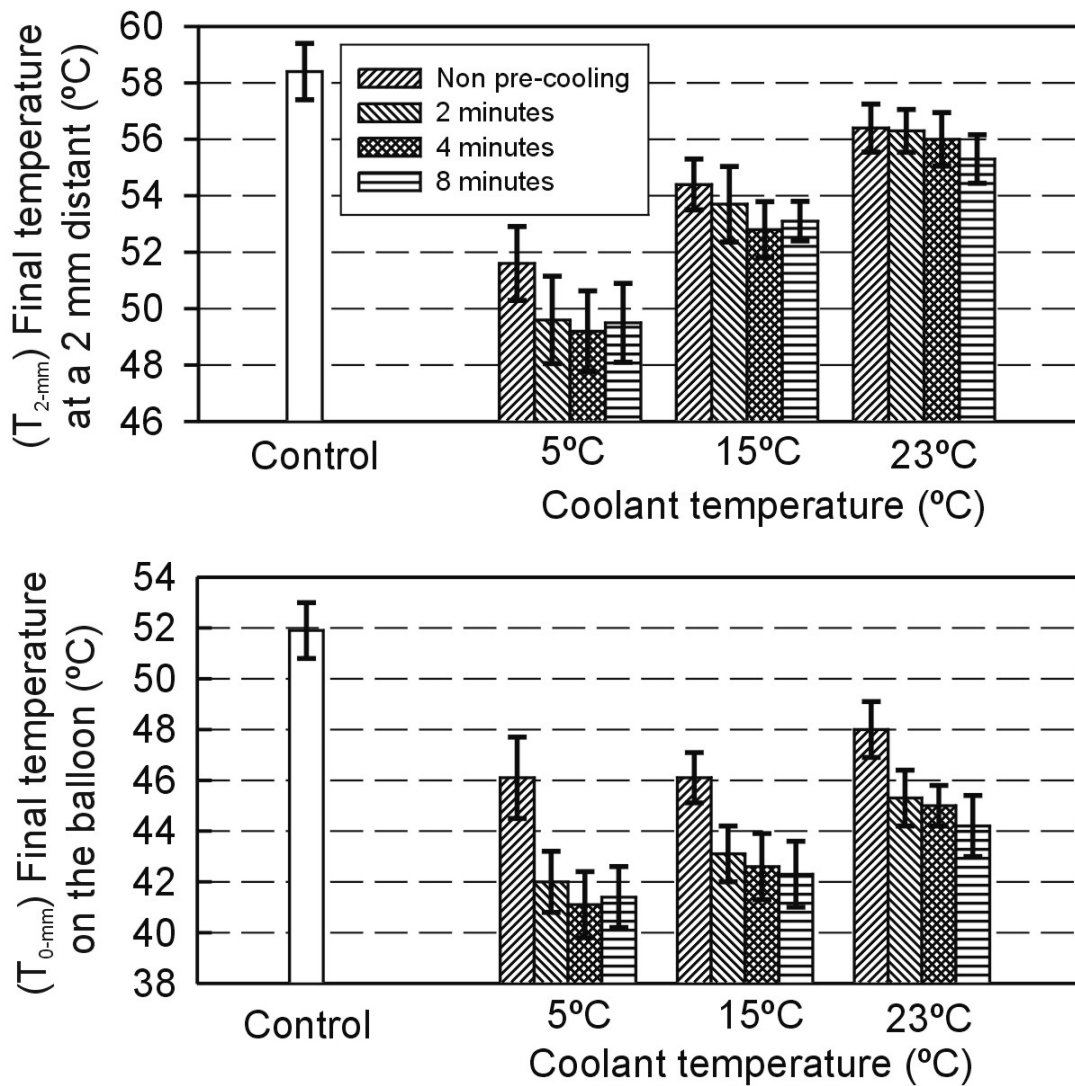 (T2-mm) Final temperature
at a 2 mm distant (ºC)
60
58
56
54
52
50
48
46
Non pre-cooling
2 minutes
4 minutes
8 minutes
Control
5ºC
15ºC
23ºC
Coolant temperature (ºC)
(T0-mm) Final temperature
on the balloon (ºC)
54
52
50
48
46
44
42
40
38
Control
5ºC
15ºC
23ºC
Coolant temperature (ºC)